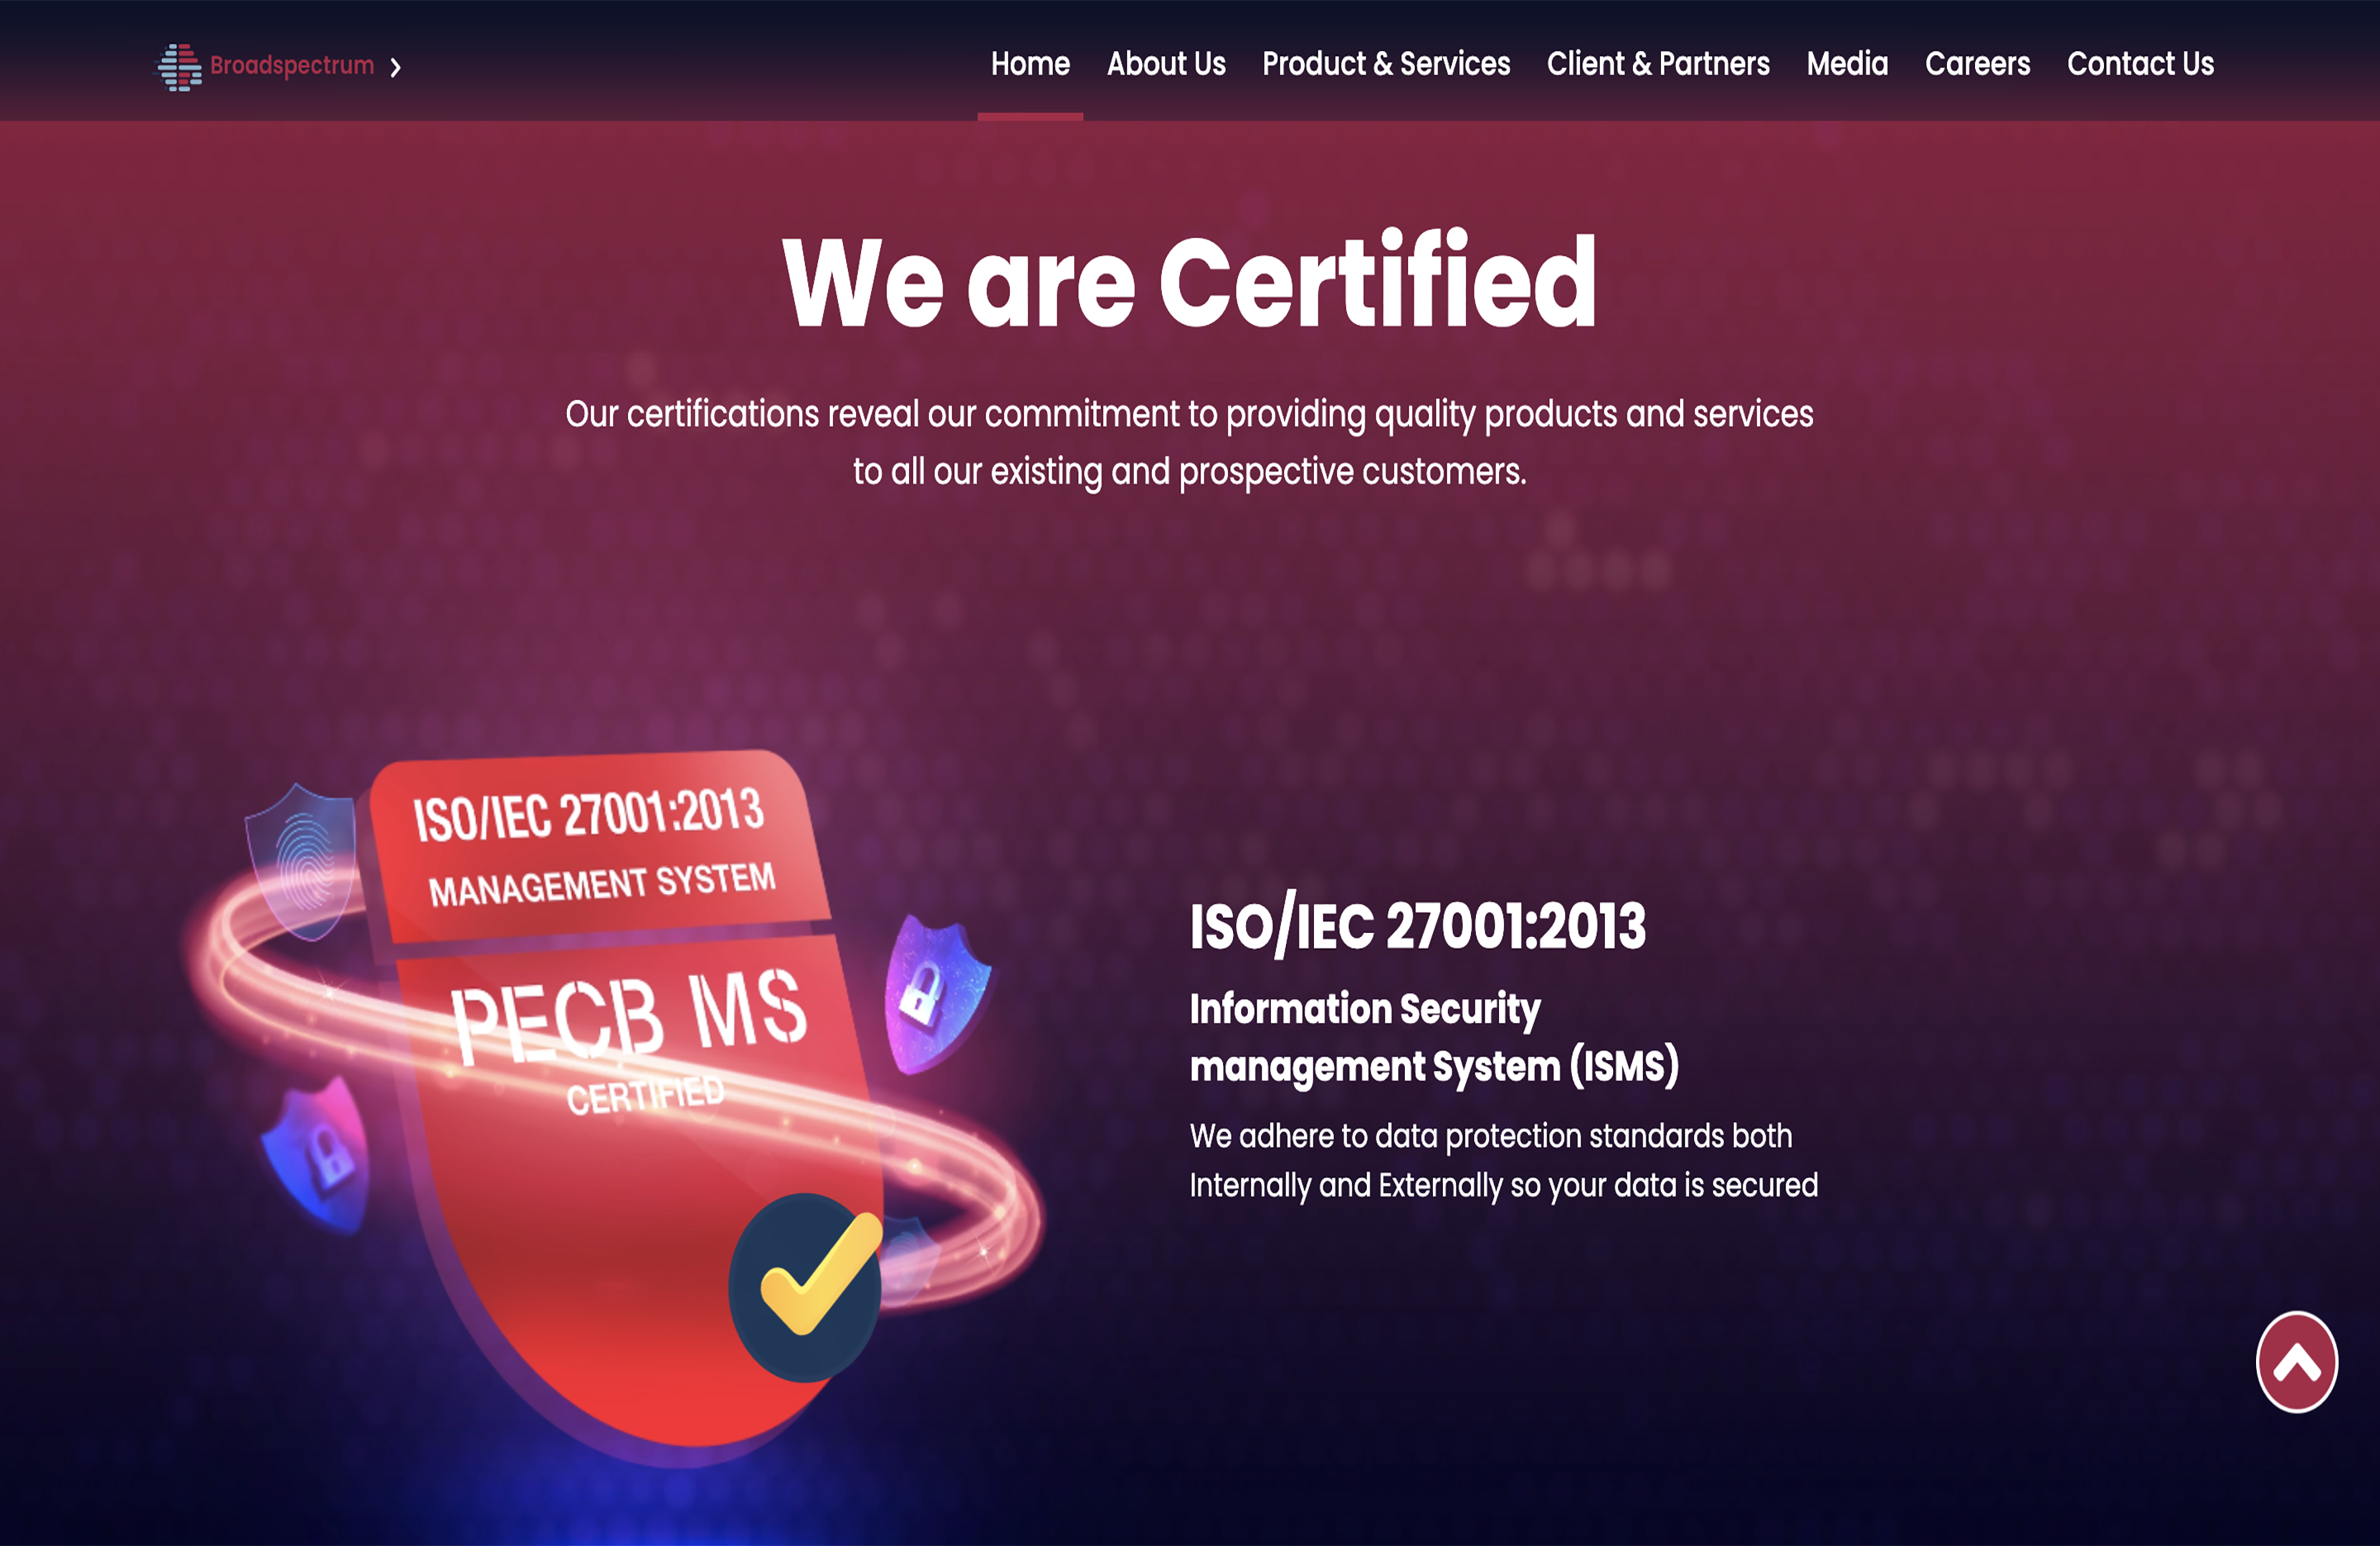 Broadspectrum
Home About Us Product & Services Client & Partners Media Careers Contact Us
We are Certified
Our certifications reveal our commitment to providing quality products and services
to all our existing and prospective customers.
ISO/IEC 27001:2013
MANAGEMENT SYSTEM
PECB MS
CERTIFIED
ISO/IEC 27001:2013
Information Security
management System (ISMS)
We adhere to data protection standards both
Internally and Externally so your data is secured